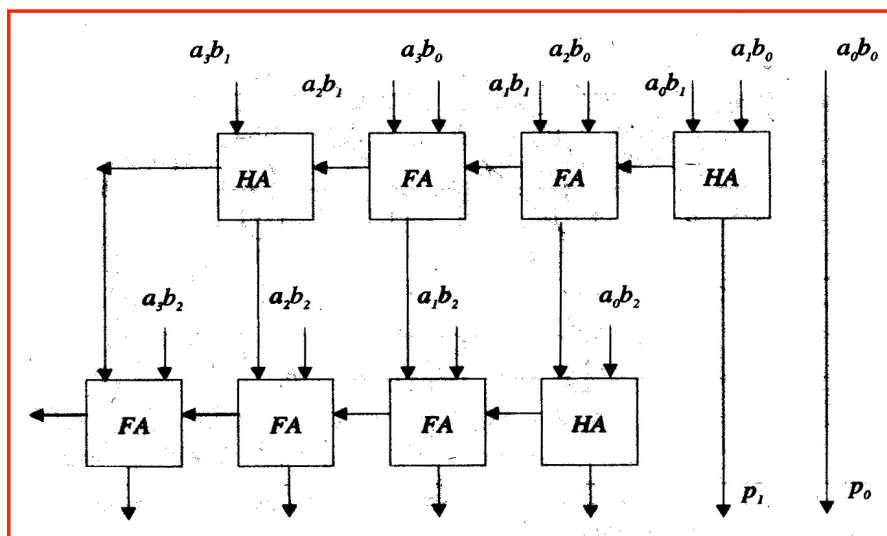 a₃b₁ a₂b₁ a₃b₀ a₁b₁ a₂b₀ a₀b₁ a₁b₀ a₀b₀
HA FA FA HA
a₃b₂ a₂b₂ a₁b₂ a₀b₂
FA FA FA HA
p₁ p₀